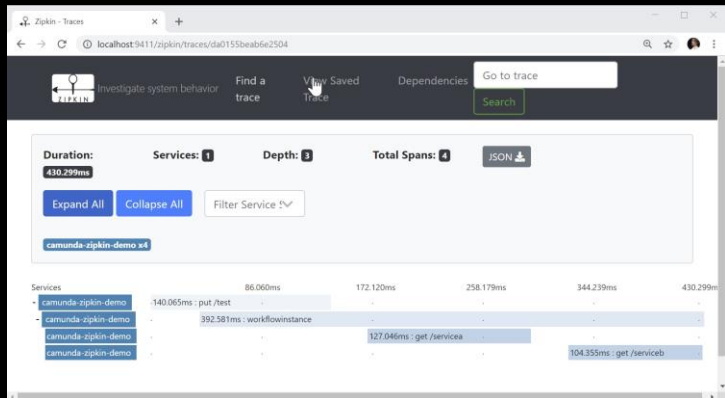 Zipkin - Traces
localhost:9411/zipkin/traces/da0155beab6e2504
ZIPKIN
Investigate system behavior
Find a trace
View Saved Trace
Dependencies
Go to trace
Search
Duration: 430.299ms
Services: 1
Depth: 3
Total Spans: 4
JSON
Expand All
Collapse All
Filter Service
camunda-zipkin-demo x4
Services 86.060ms 172.120ms 258.179ms 344.239ms 430.299m
- camunda-zipkin-demo 140.065ms : put /test
- camunda-zipkin-demo 392.581ms : workflowinstance
camunda-zipkin-demo 127.046ms : get /servicea
camunda-zipkin-demo 104.355ms : get /serviceb